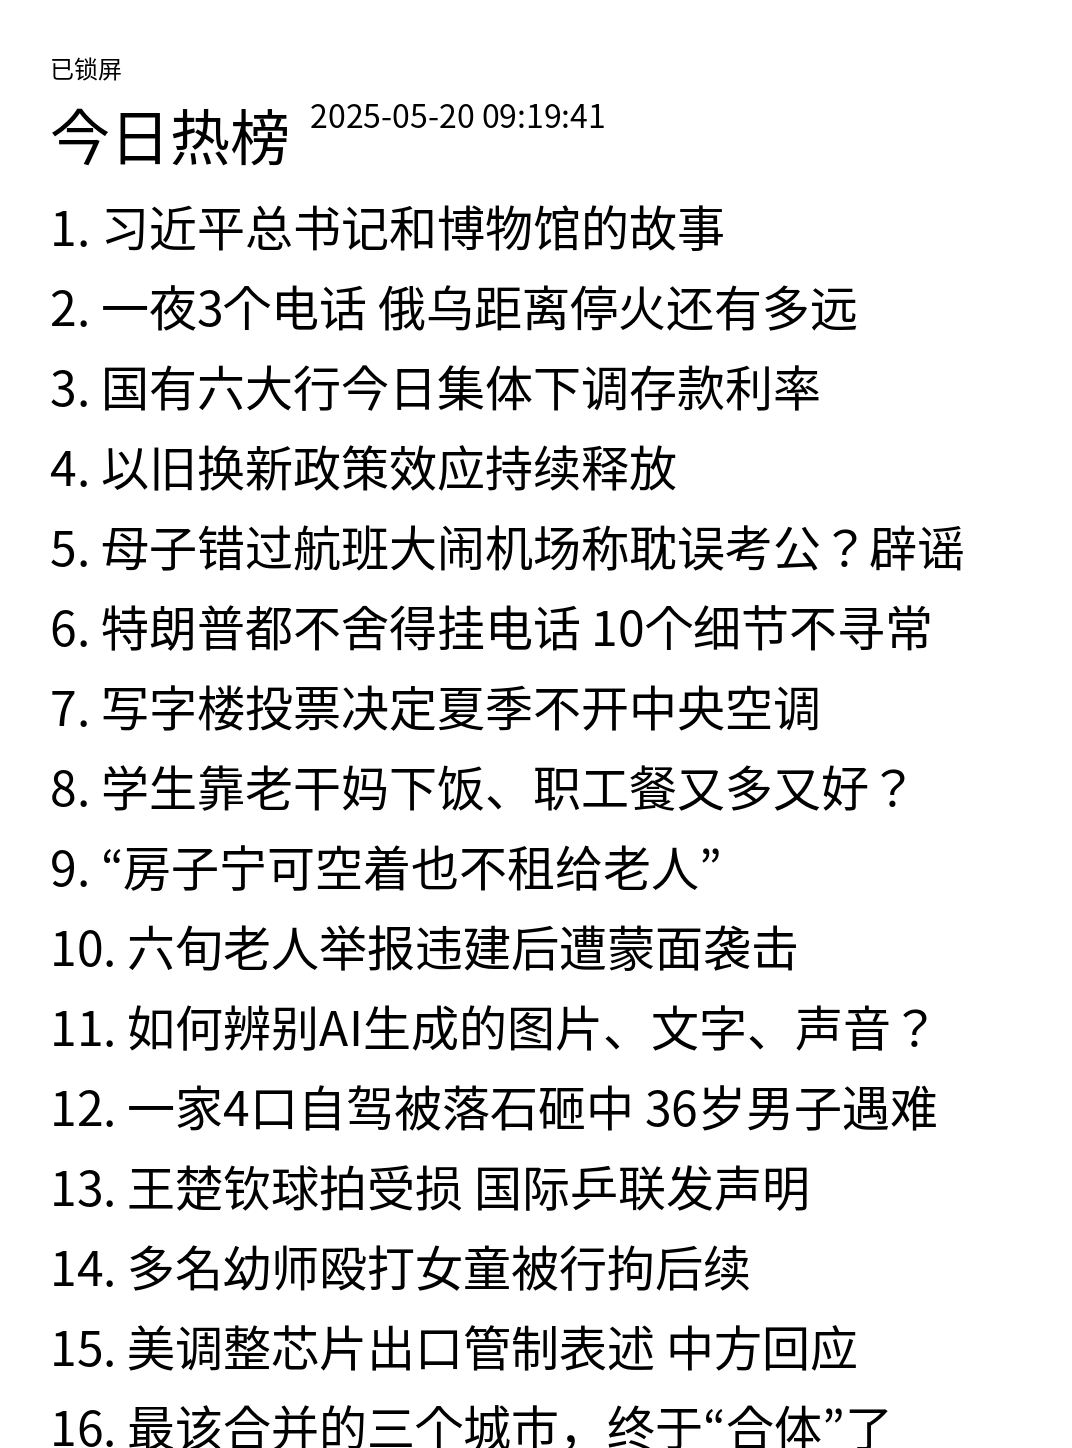 已锁屏
今日热榜 2025-05-20 09:19:41
1. 习近平总书记和博物馆的故事
2. 一夜3个电话 俄乌距离停火还有多远
3. 国有六大行今日集体下调存款利率
4. 以旧换新政策效应持续释放
5. 母子错过航班大闹机场称耽误考公？辟谣
6. 特朗普都不舍得挂电话 10个细节不寻常
7. 写字楼投票决定夏季不开中央空调
8. 学生靠老干妈下饭、职工餐又多又好？
9. “房子宁可空着也不租给老人”
10. 六旬老人举报违建后遭蒙面袭击
11. 如何辨别AI生成的图片、文字、声音？
12. 一家4口自驾被落石砸中 36岁男子遇难
13. 王楚钦球拍受损 国际乒联发声明
14. 多名幼师殴打女童被行拘后续
15. 美调整芯片出口管制表述 中方回应
16. 最该合并的三个城市，终于“合体”了